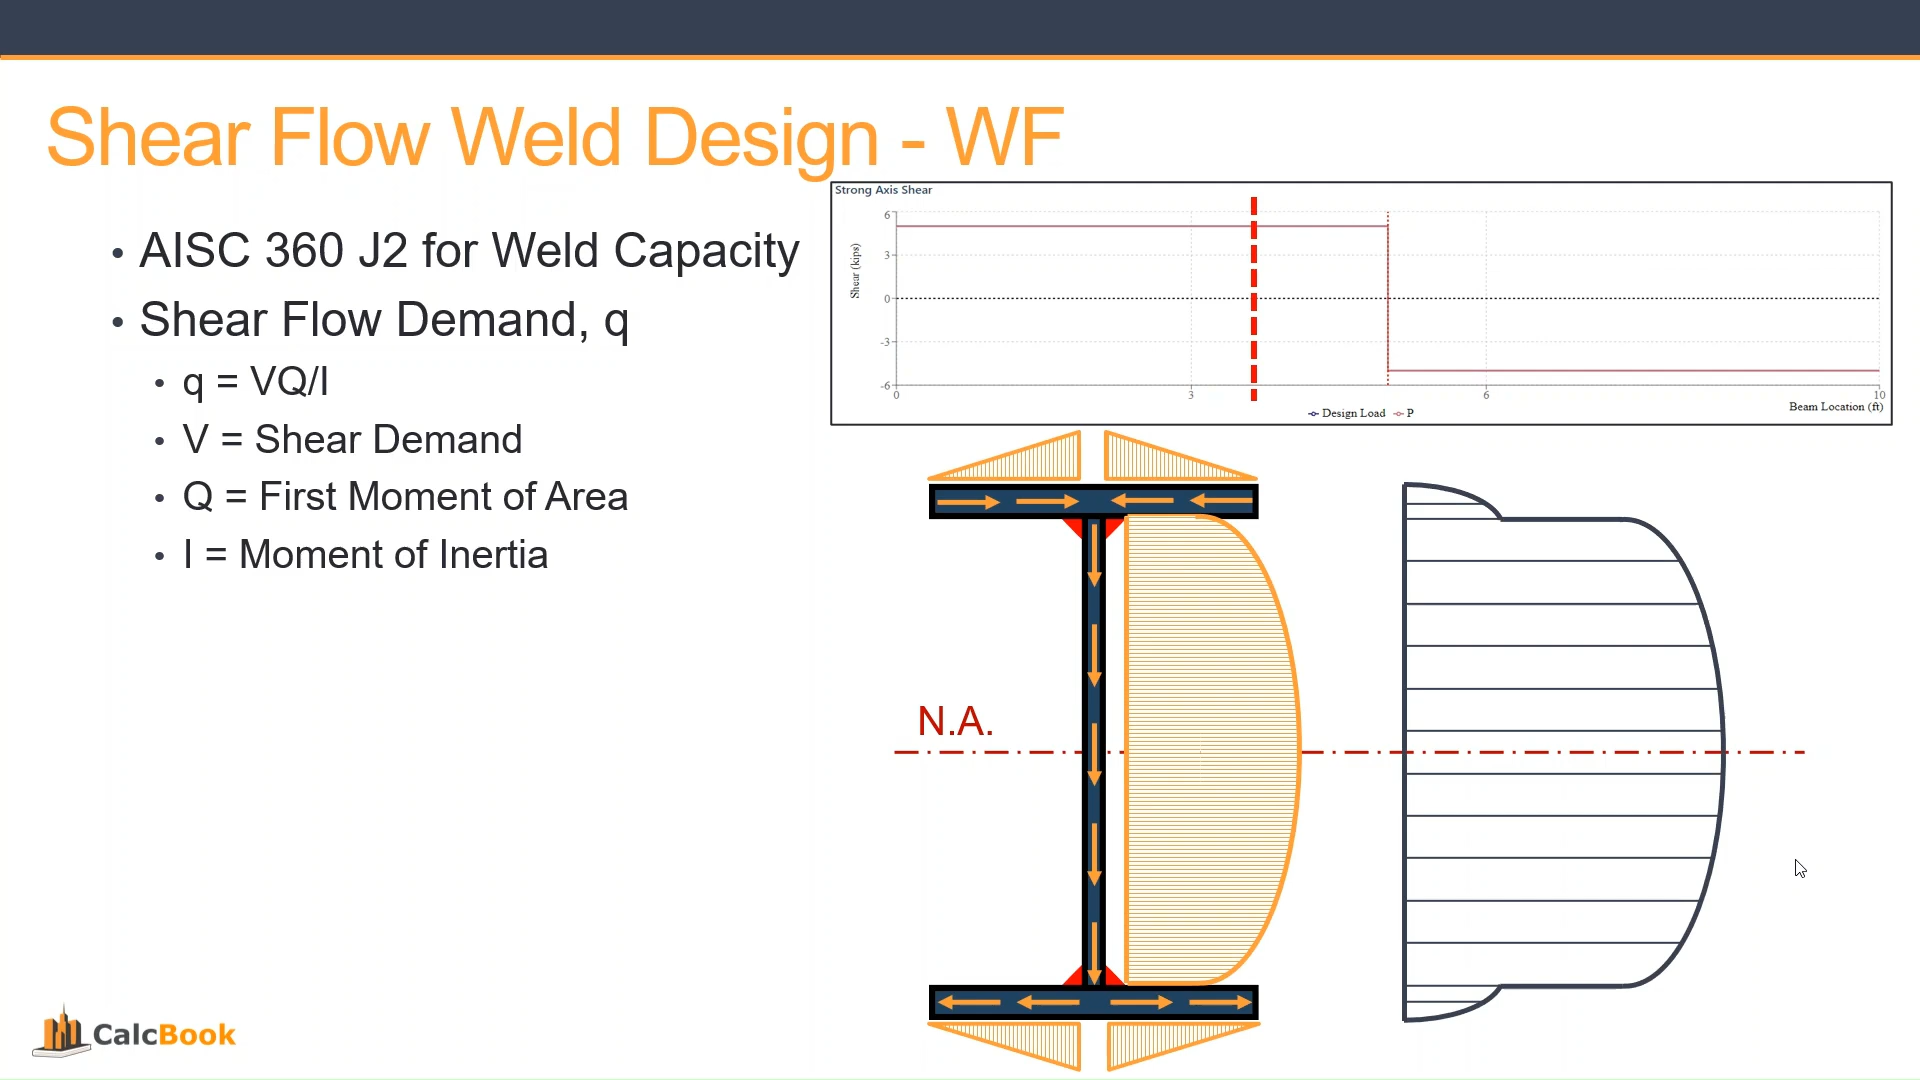 Shear Flow Weld Design - WF
• AISC 360 J2 for Weld Capacity
• Shear Flow Demand, q
• q = VQ/I
• V = Shear Demand
• Q = First Moment of Area
• I = Moment of Inertia
Strong Axis Shear
Shear (kips)
6
3
0
-3
-6
0 3 6 10
Beam Location (ft)
Design Load P
N.A.
CalcBook